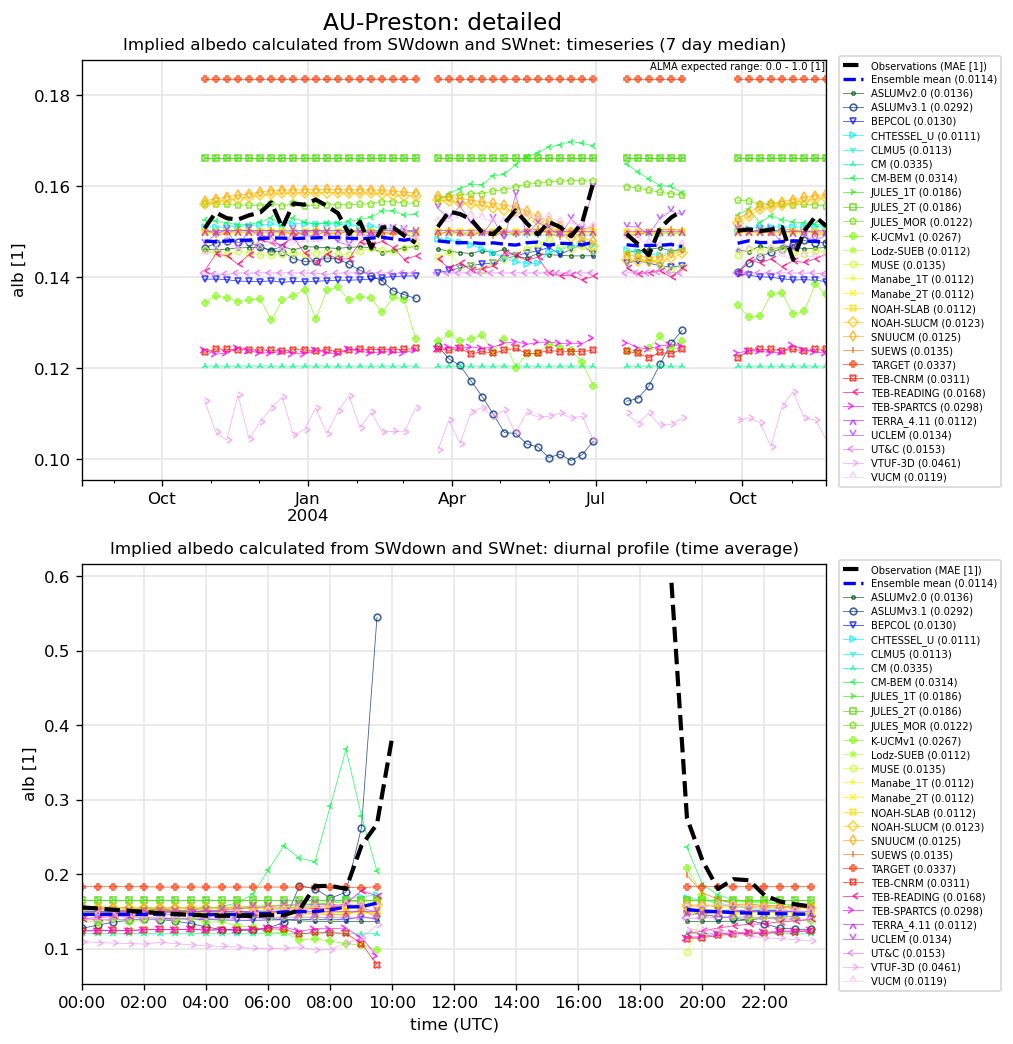 AU-Preston: detailed
Implied albedo calculated from SWdown and SWnet: timeseries (7 day median)
ALMA expected range: 0.0 - 1.0 [1]
alb [1]
0.18
0.16
0.14
0.12
0.10
Oct
Jan
2004
Apr
Jul
Oct
Observations (MAE [1])
Ensemble mean (0.0114)
ASLUMv2.0 (0.0136)
ASLUMv3.1 (0.0292)
BEPCOL (0.0130)
CHTESSEL_U (0.0111)
CLMU5 (0.0113)
CM (0.0335)
CM-BEM (0.0314)
JULES_1T (0.0186)
JULES_2T (0.0186)
JULES_MOR (0.0122)
K-UCMv1 (0.0267)
Lodz-SUEB (0.0112)
MUSE (0.0135)
Manabe_1T (0.0112)
Manabe_2T (0.0112)
NOAH-SLAB (0.0112)
NOAH-SLUCM (0.0123)
SNUUCM (0.0125)
SUEWS (0.0135)
TARGET (0.0337)
TEB-CNRM (0.0311)
TEB-READING (0.0168)
TEB-SPARTCS (0.0298)
TERRA_4.11 (0.0112)
UCLEM (0.0134)
UT&C (0.0153)
VTUF-3D (0.0461)
VUCM (0.0119)
Implied albedo calculated from SWdown and SWnet: diurnal profile (time average)
alb [1]
0.6
0.5
0.4
0.3
0.2
0.1
00:00
02:00
04:00
06:00
08:00
10:00
12:00
14:00
16:00
18:00
20:00
22:00
time (UTC)
Observation (MAE [1])
Ensemble mean (0.0114)
ASLUMv2.0 (0.0136)
ASLUMv3.1 (0.0292)
BEPCOL (0.0130)
CHTESSEL_U (0.0111)
CLMU5 (0.0113)
CM (0.0335)
CM-BEM (0.0314)
JULES_1T (0.0186)
JULES_2T (0.0186)
JULES_MOR (0.0122)
K-UCMv1 (0.0267)
Lodz-SUEB (0.0112)
MUSE (0.0135)
Manabe_1T (0.0112)
Manabe_2T (0.0112)
NOAH-SLAB (0.0112)
NOAH-SLUCM (0.0123)
SNUUCM (0.0125)
SUEWS (0.0135)
TARGET (0.0337)
TEB-CNRM (0.0311)
TEB-READING (0.0168)
TEB-SPARTCS (0.0298)
TERRA_4.11 (0.0112)
UCLEM (0.0134)
UT&C (0.0153)
VTUF-3D (0.0461)
VUCM (0.0119)